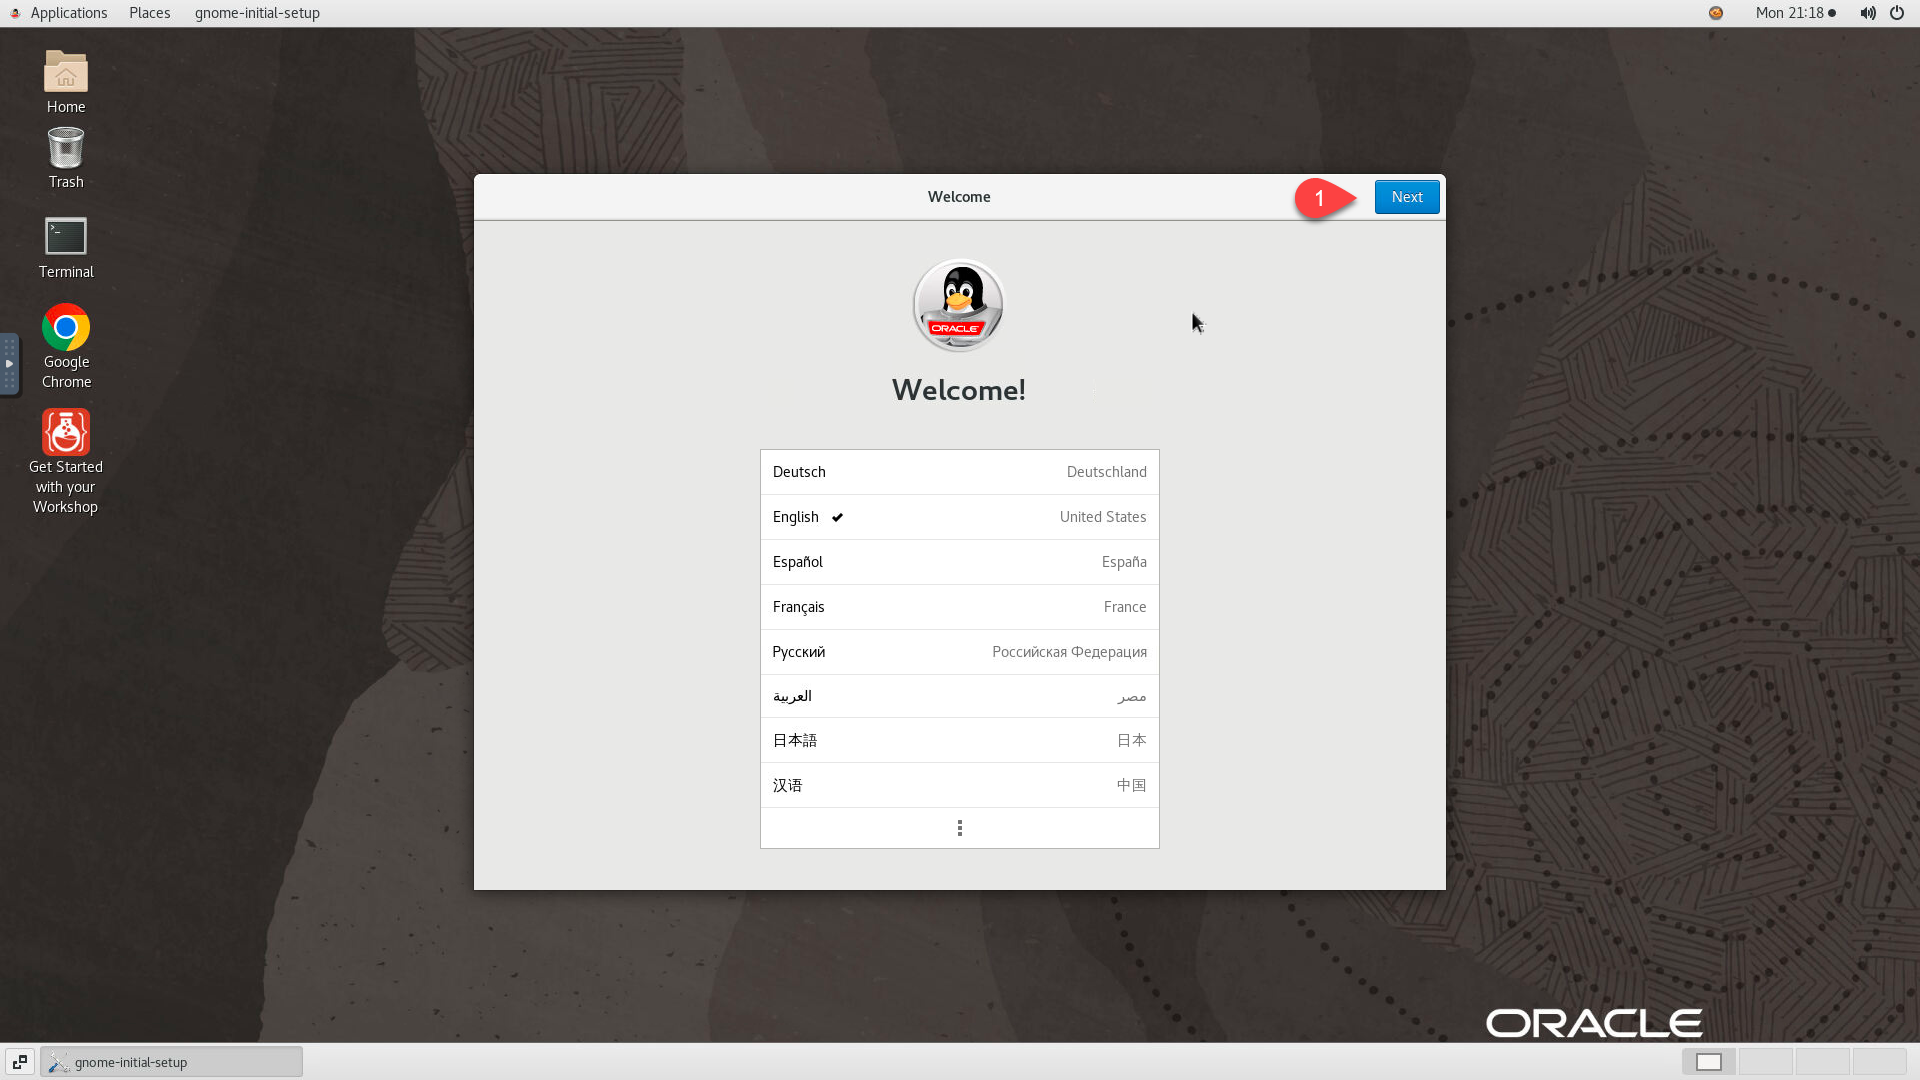 Applications Places gnome-initial-setup Mon 21:18
Home
Trash
Terminal
Google
Chrome
Get Started
with your
Workshop
Welcome 1 Next
ORACLE
Welcome!
Deutsch Deutschland
English United States
Español España
Français France
Русский Российская Федерация
العربية مصر
日本語 日本
汉语 中国
ORACLE
gnome-initial-setup